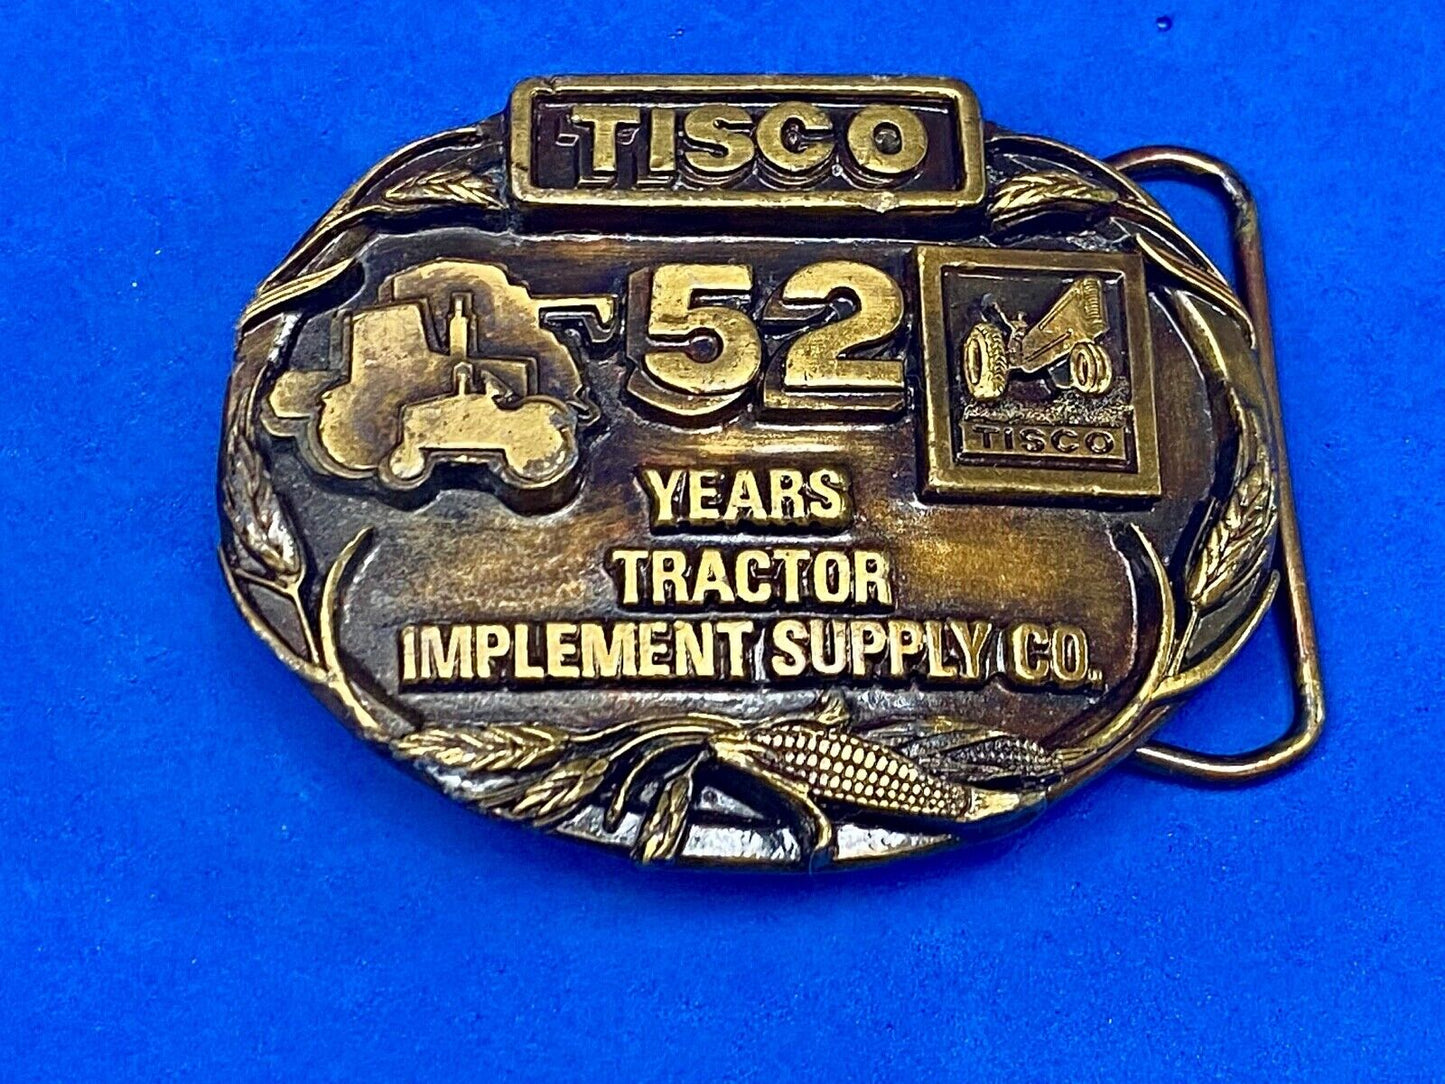 TISCO
52
TISCO
YEARS
TRACTOR
IMPLEMENT SUPPLY CO.